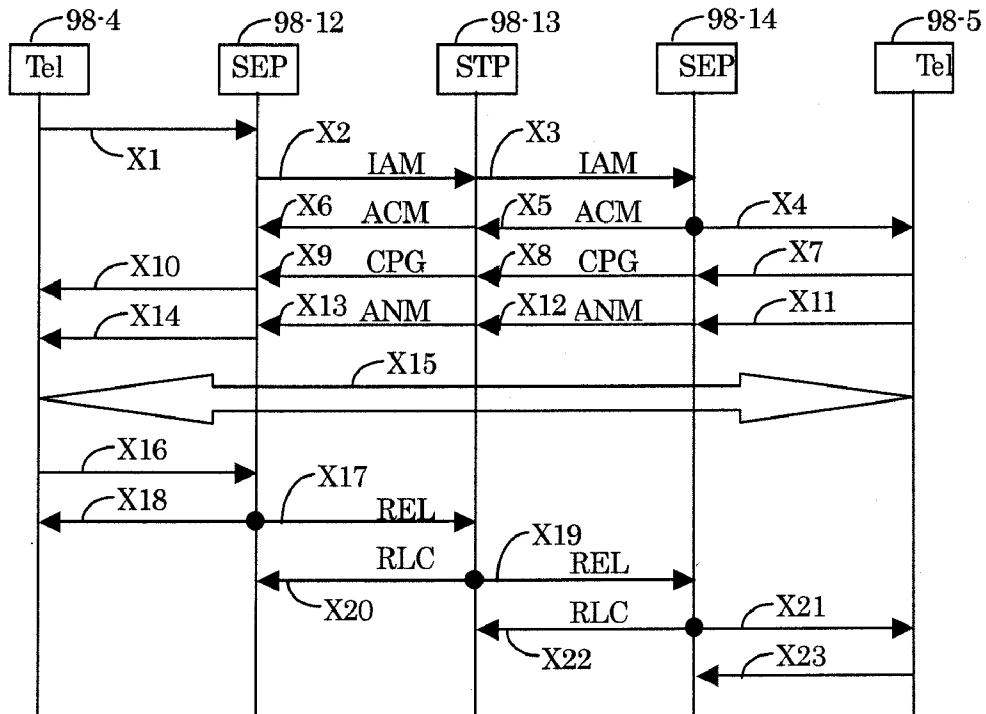 98-4 98-12 98-13 98-14 98-5
Tel SEP STP SEP Tel
X1
X2 IAM X3 IAM
X6 ACM X5 ACM X4
X10 X9 CPG X8 CPG X7
X14 X13 ANM X12 ANM X11
X15
X16
X18 X17 REL
RLC X19 REL
X20 RLC X21
X22 X23